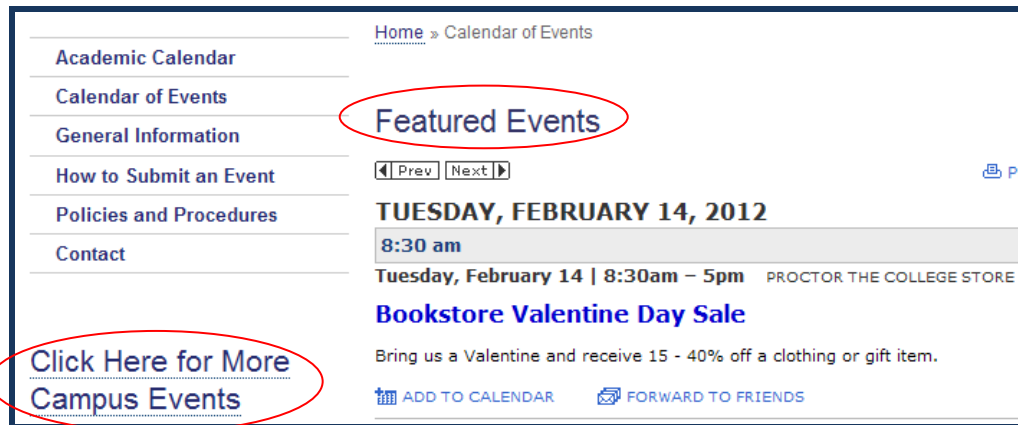 Home » Calendar of Events
Academic Calendar
Calendar of Events
General Information
How to Submit an Event
Policies and Procedures
Contact
Click Here for More
Campus Events
Featured Events
Prev Next
P
TUESDAY, FEBRUARY 14, 2012
8:30 am
Tuesday, February 14 | 8:30am – 5pm PROCTOR THE COLLEGE STORE
Bookstore Valentine Day Sale
Bring us a Valentine and receive 15 - 40% off a clothing or gift item.
ADD TO CALENDAR FORWARD TO FRIENDS